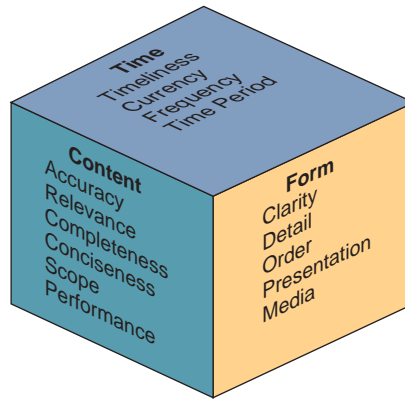 Time
Timeliness
Currency
Frequency
Time Period
Content
Accuracy
Relevance
Completeness
Conciseness
Scope
Performance
Form
Clarity
Detail
Order
Presentation
Media